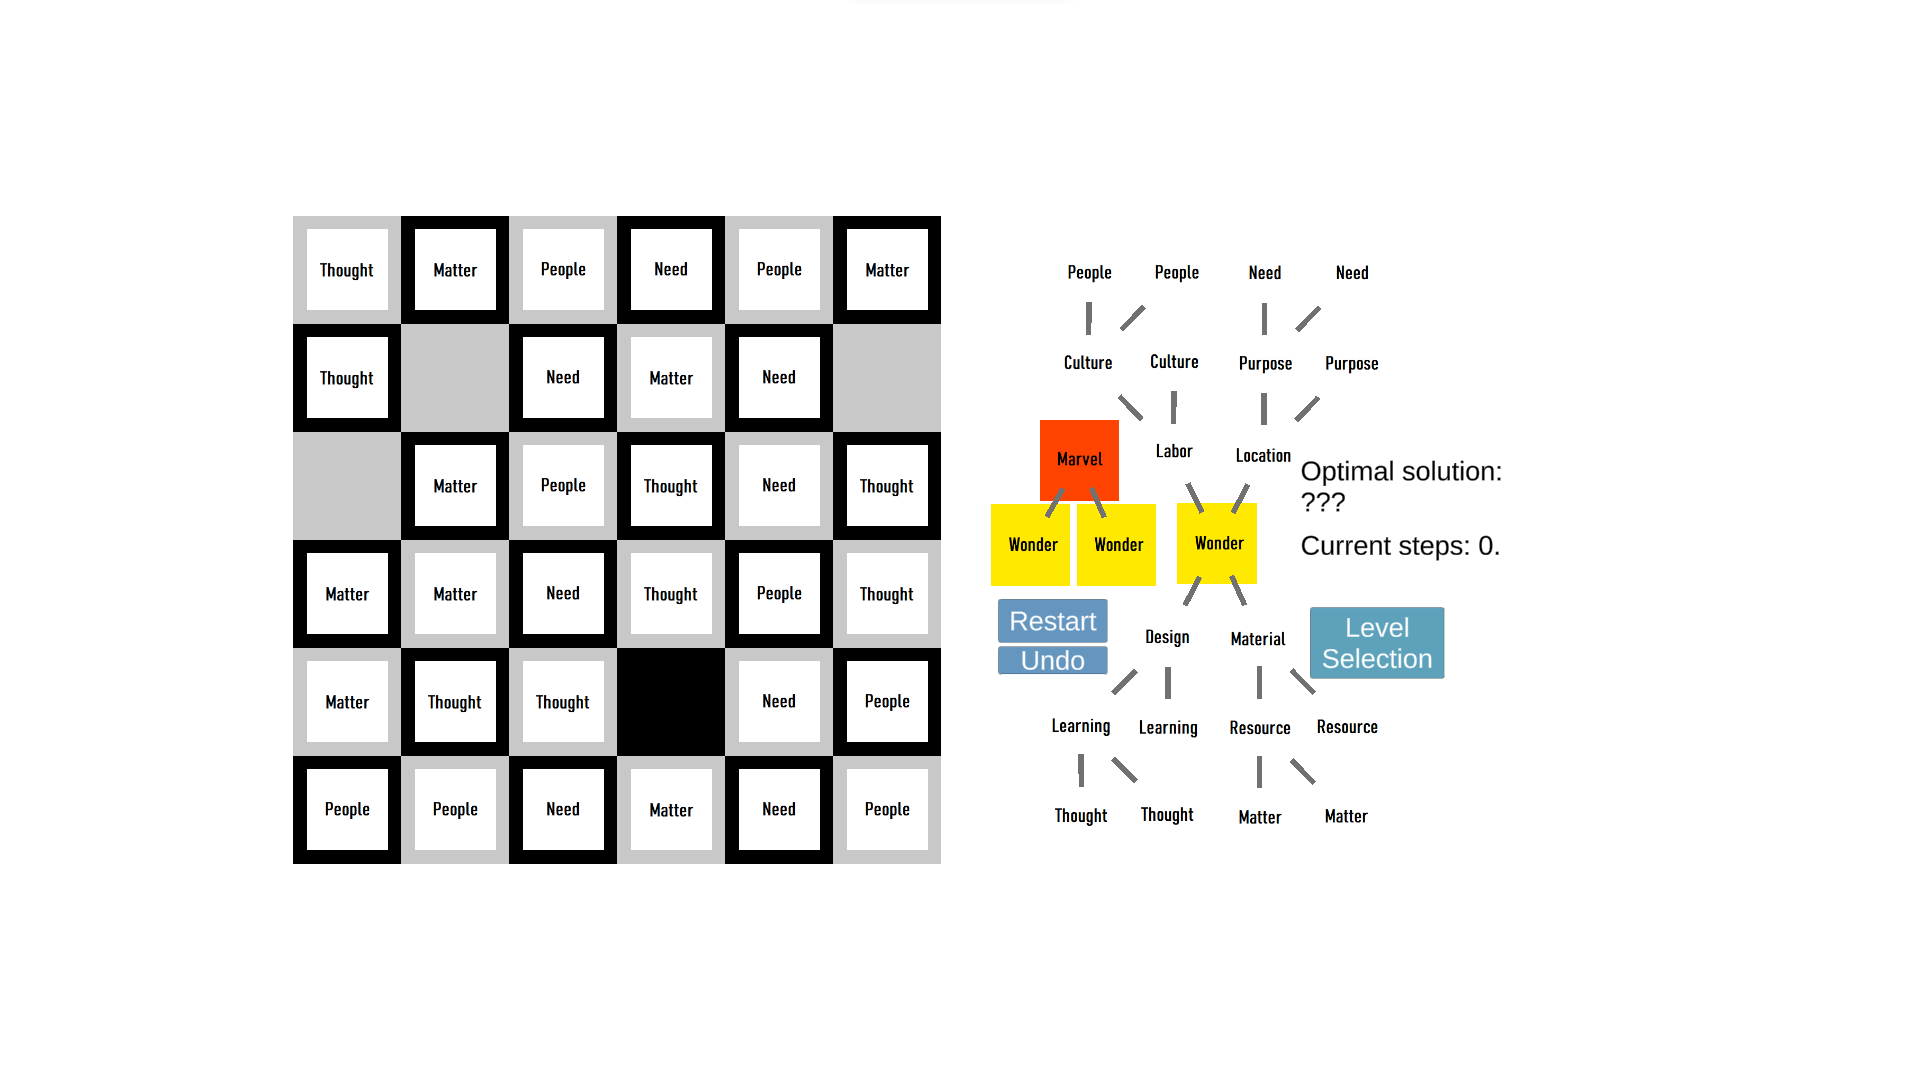 Thought Matter People Need People Matter
Thought Need Matter Need
Matter People Thought Need Thought
Matter Matter Need Thought People Thought
Matter Thought Thought Need People
People People Need Matter Need People
People People Need Need
Culture Culture Purpose Purpose
Marvel Labor Location
Wonder Wonder Wonder
Optimal solution:
???
Current steps: 0.
Restart
Undo
Design Material
Level
Selection
Learning Learning Resource Resource
Thought Thought Matter Matter